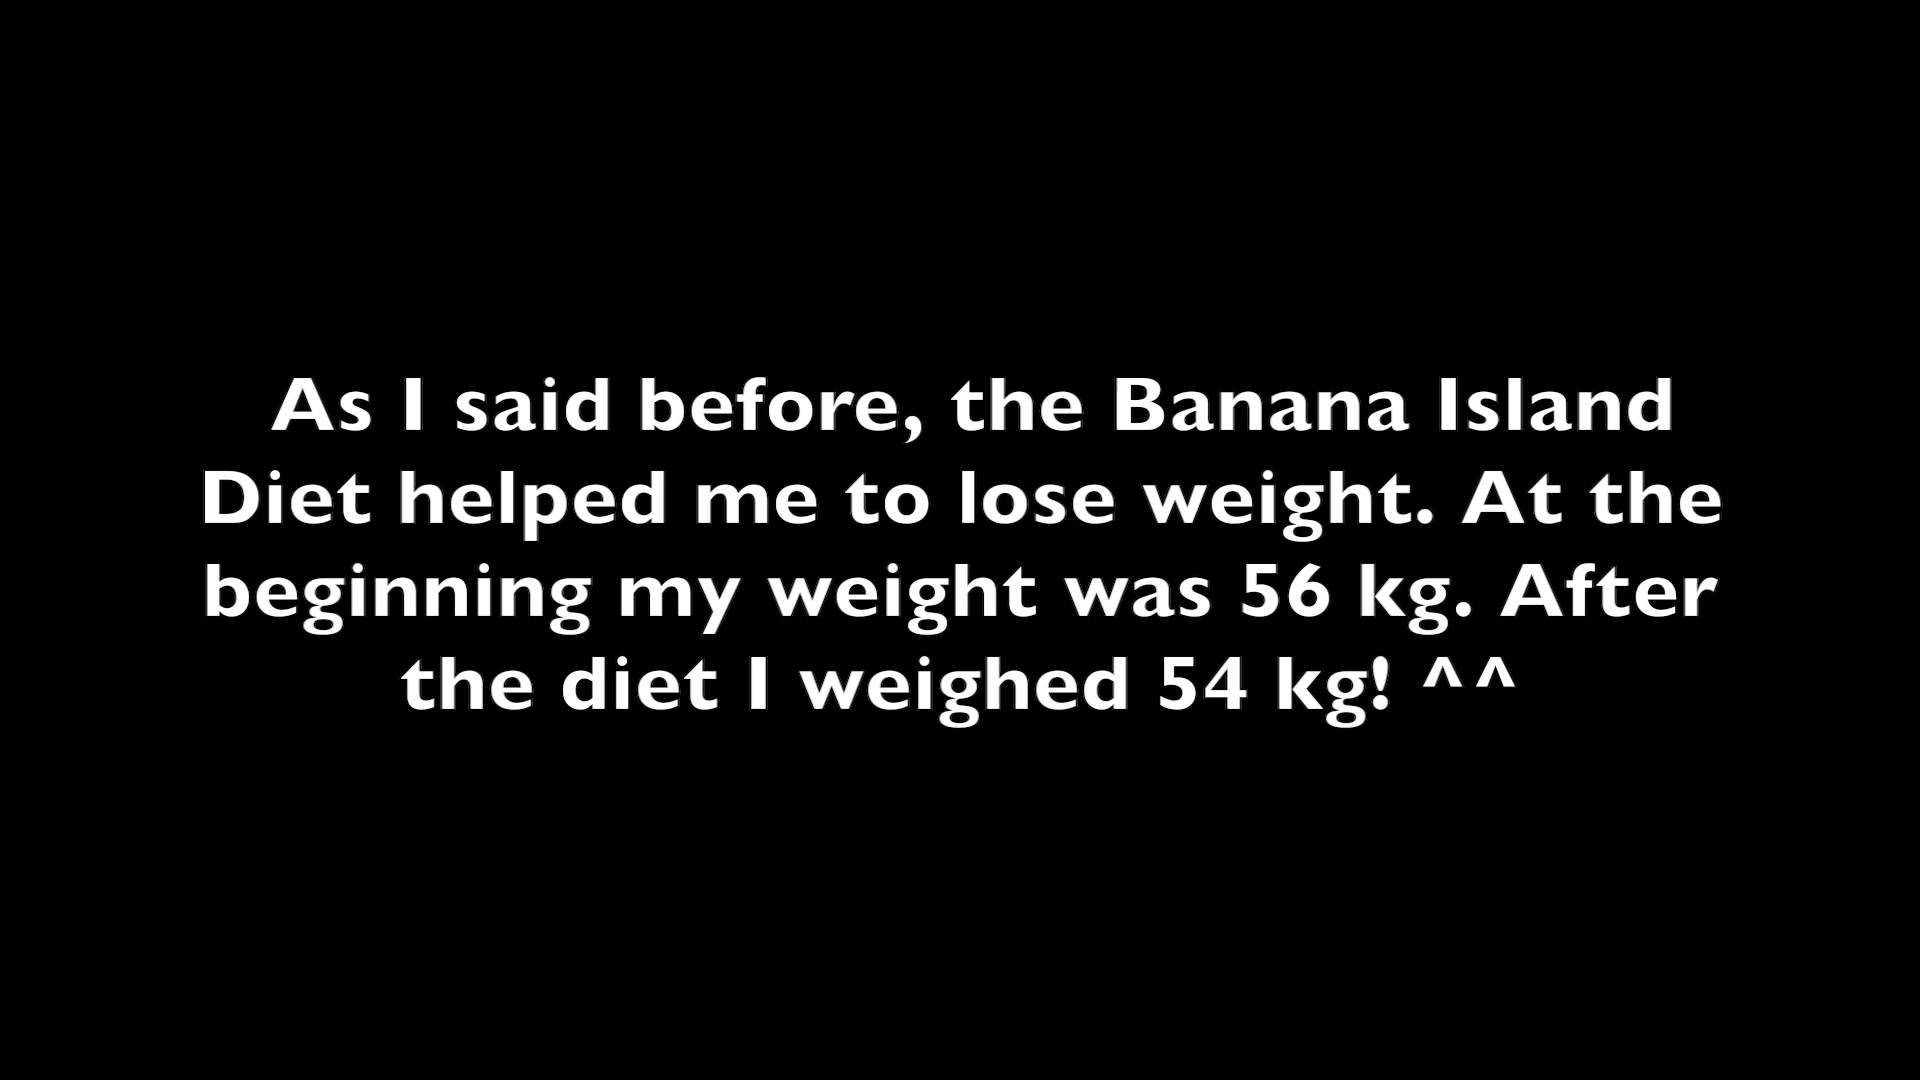 As I said before, the Banana Island
Diet helped me to lose weight. At the
beginning my weight was 56 kg. After
the diet I weighed 54 kg! ^^